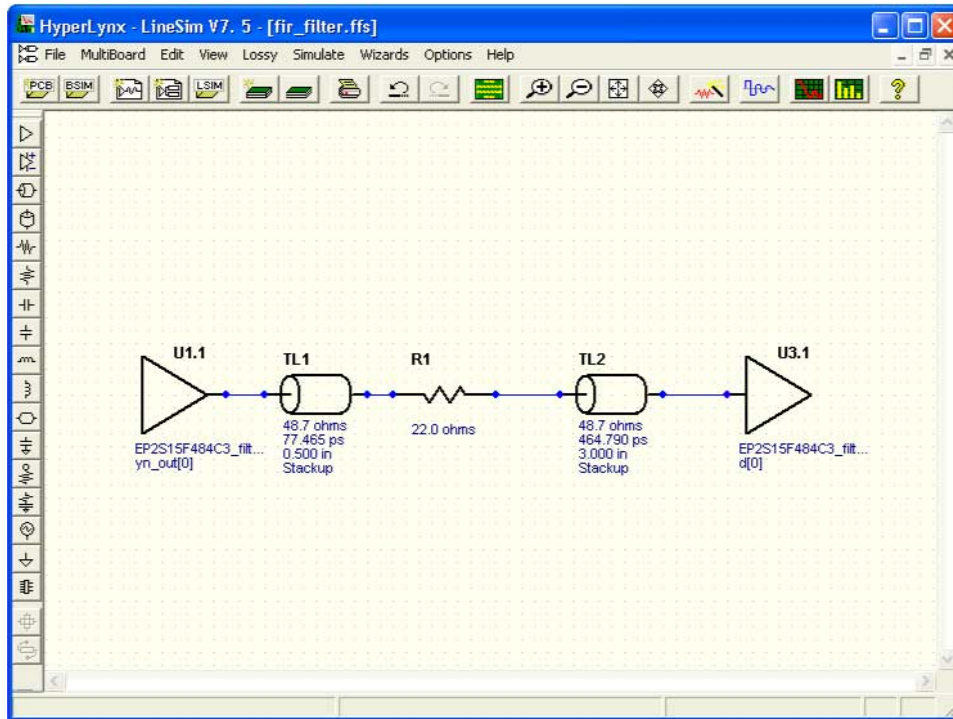 HyperLynx - LineSim V7. 5 - [fir_filter.ffs]
File MultiBoard Edit View Lossy Simulate Wizards Options Help
PCB BSIM LSIM
U1.1 TL1 R1 TL2 U3.1
EP2S15F484C3_filt...
yn_out[0]
48.7 ohms
77.465 ps
0.500 in
Stackup
22.0 ohms
48.7 ohms
464.790 ps
3.000 in
Stackup
EP2S15F484C3_filt...
d[0]